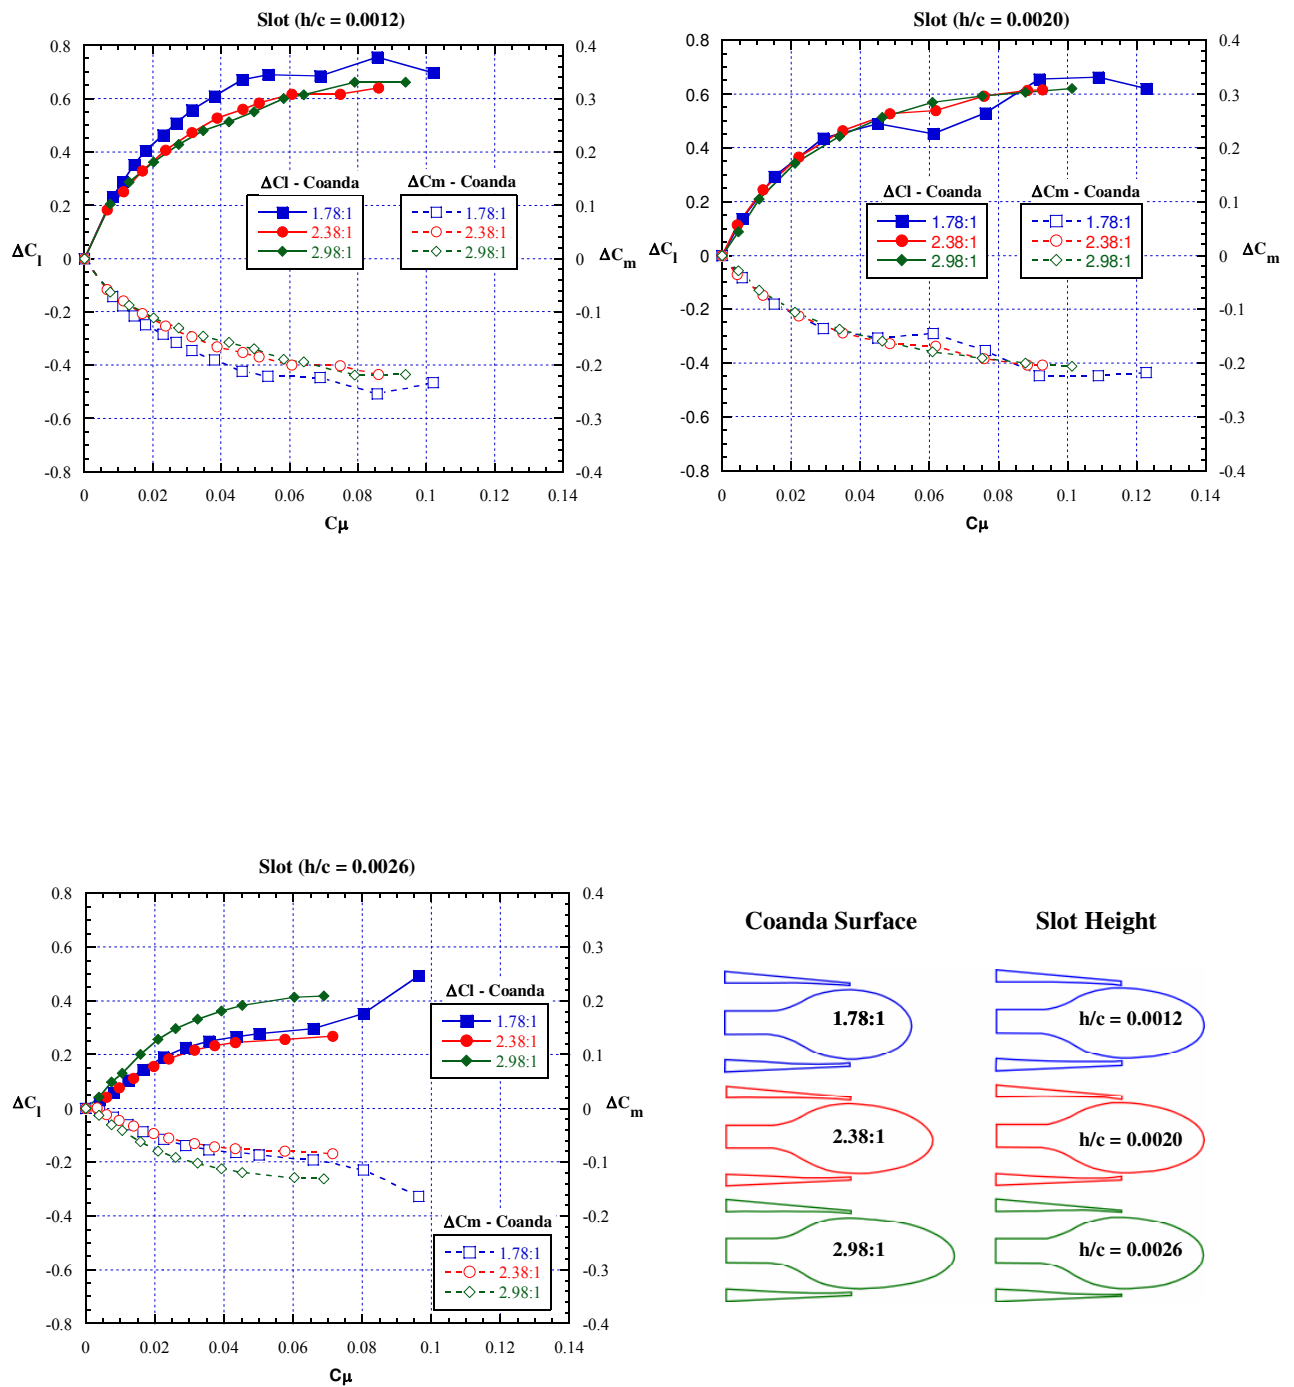 Slot (h/c = 0.0012)
0.8
0.6
0.4
0.2
0
-0.2
-0.4
-0.6
-0.8
ΔCl
0.4
0.3
0.2
0.1
0
-0.1
-0.2
-0.3
-0.4
ΔCm
ΔCl - Coanda
1.78:1
2.38:1
2.98:1
ΔCm - Coanda
1.78:1
2.38:1
2.98:1
0 0.02 0.04 0.06 0.08 0.1 0.12 0.14
Cμ
Slot (h/c = 0.0020)
0.8
0.6
0.4
0.2
0
-0.2
-0.4
-0.6
-0.8
ΔCl
0.4
0.3
0.2
0.1
0
-0.1
-0.2
-0.3
-0.4
ΔCm
ΔCl - Coanda
1.78:1
2.38:1
2.98:1
ΔCm - Coanda
1.78:1
2.38:1
2.98:1
0 0.02 0.04 0.06 0.08 0.1 0.12 0.14
Cμ
Slot (h/c = 0.0026)
0.8
0.6
0.4
0.2
0
-0.2
-0.4
-0.6
-0.8
ΔCl
0.4
0.3
0.2
0.1
0
-0.1
-0.2
-0.3
-0.4
ΔCm
ΔCl - Coanda
1.78:1
2.38:1
2.98:1
ΔCm - Coanda
1.78:1
2.38:1
2.98:1
0 0.02 0.04 0.06 0.08 0.1 0.12 0.14
Cμ
Coanda Surface
1.78:1
2.38:1
2.98:1
Slot Height
h/c = 0.0012
h/c = 0.0020
h/c = 0.0026